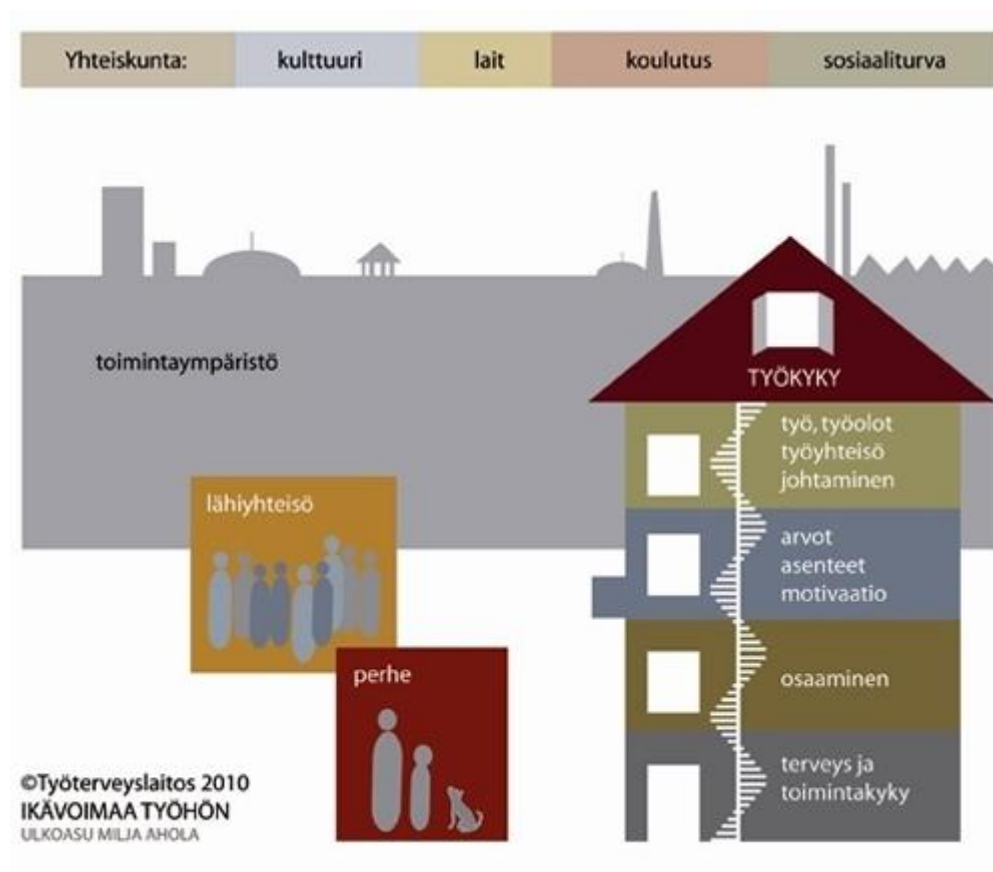 Yhteiskunta: kulttuuri lait koulutus sosiaaliturva
toimintaympäristö
TYÖKYKY
työ, työolot
työyhteisö
johtaminen
arvot
asenteet
motivaatio
osaaminen
terveys ja
toimintakyky
lähiyhteisö
perhe
©Työterveyslaitos 2010
IKÄVOIMAA TYÖHÖN
ULKOASU MILJA AHOLA